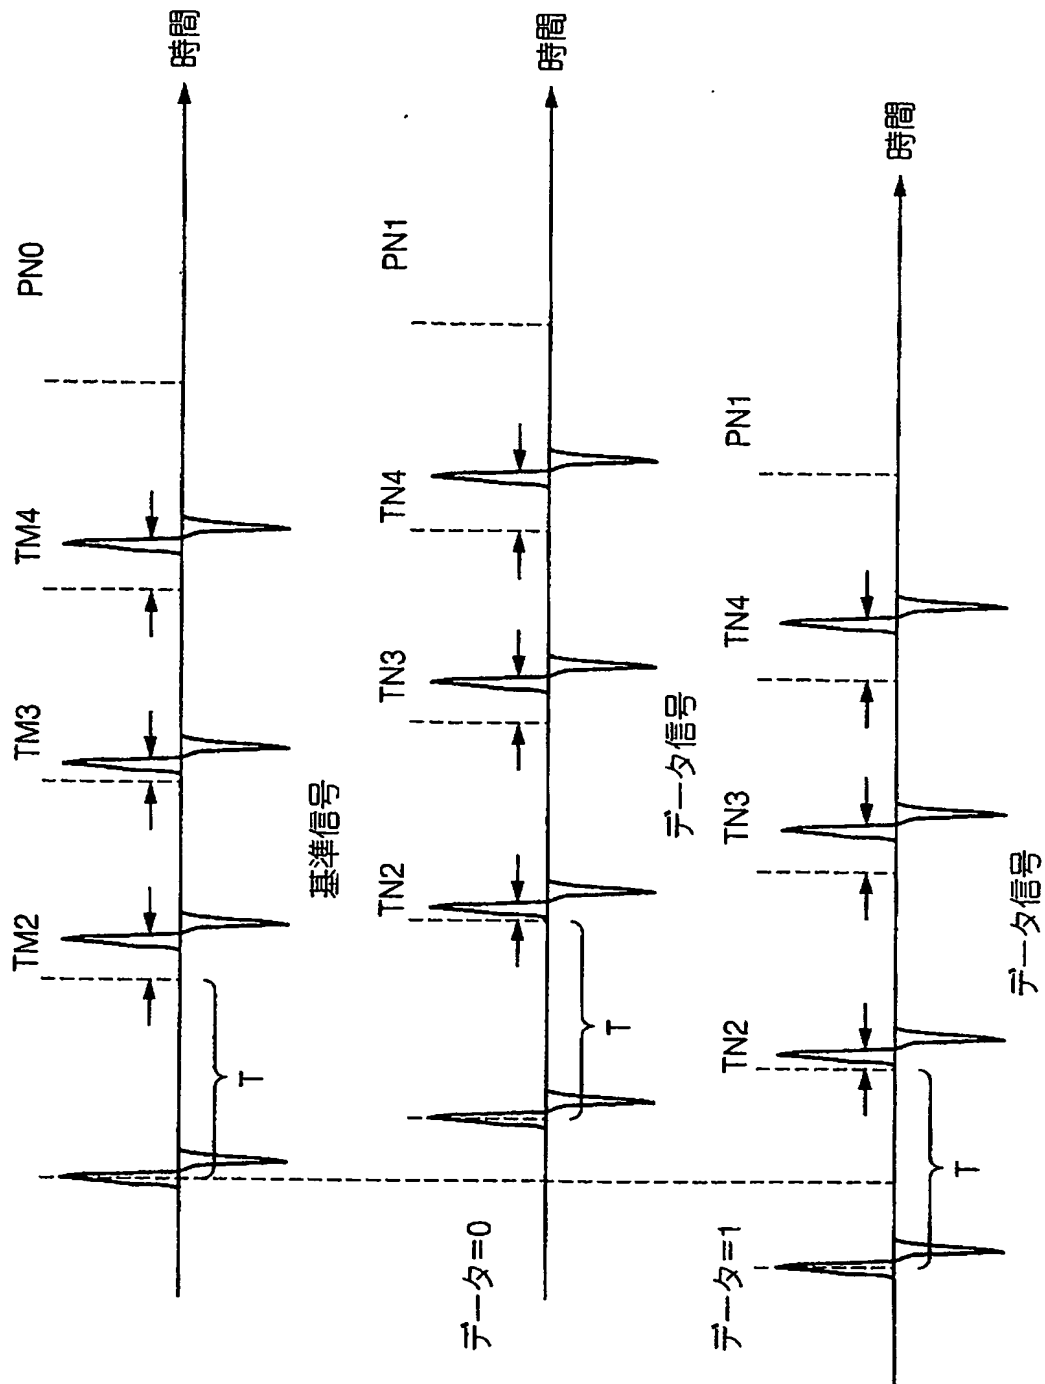 TM2
TM3
TM4
PN0
時間
T
基準信号
データ=0
TN2
TN3
TN4
PN1
時間
T
データ信号
データ=1
TN2
TN3
TN4
PN1
時間
T
データ信号